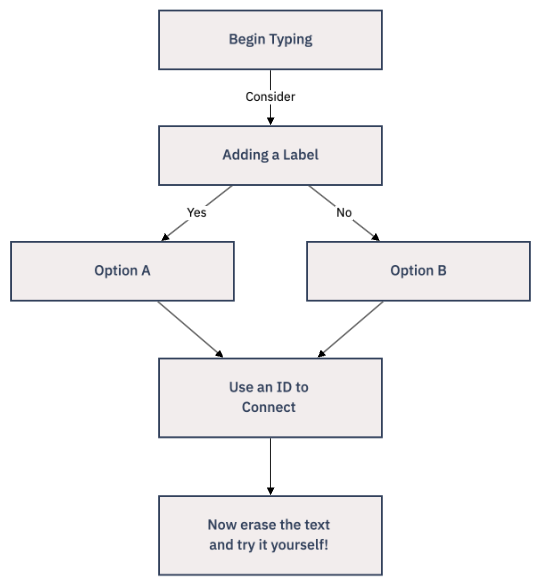 Begin Typing
Consider
Adding a Label
Yes
No
Option A
Option B
Use an ID to
Connect
Now erase the text
and try it yourself!